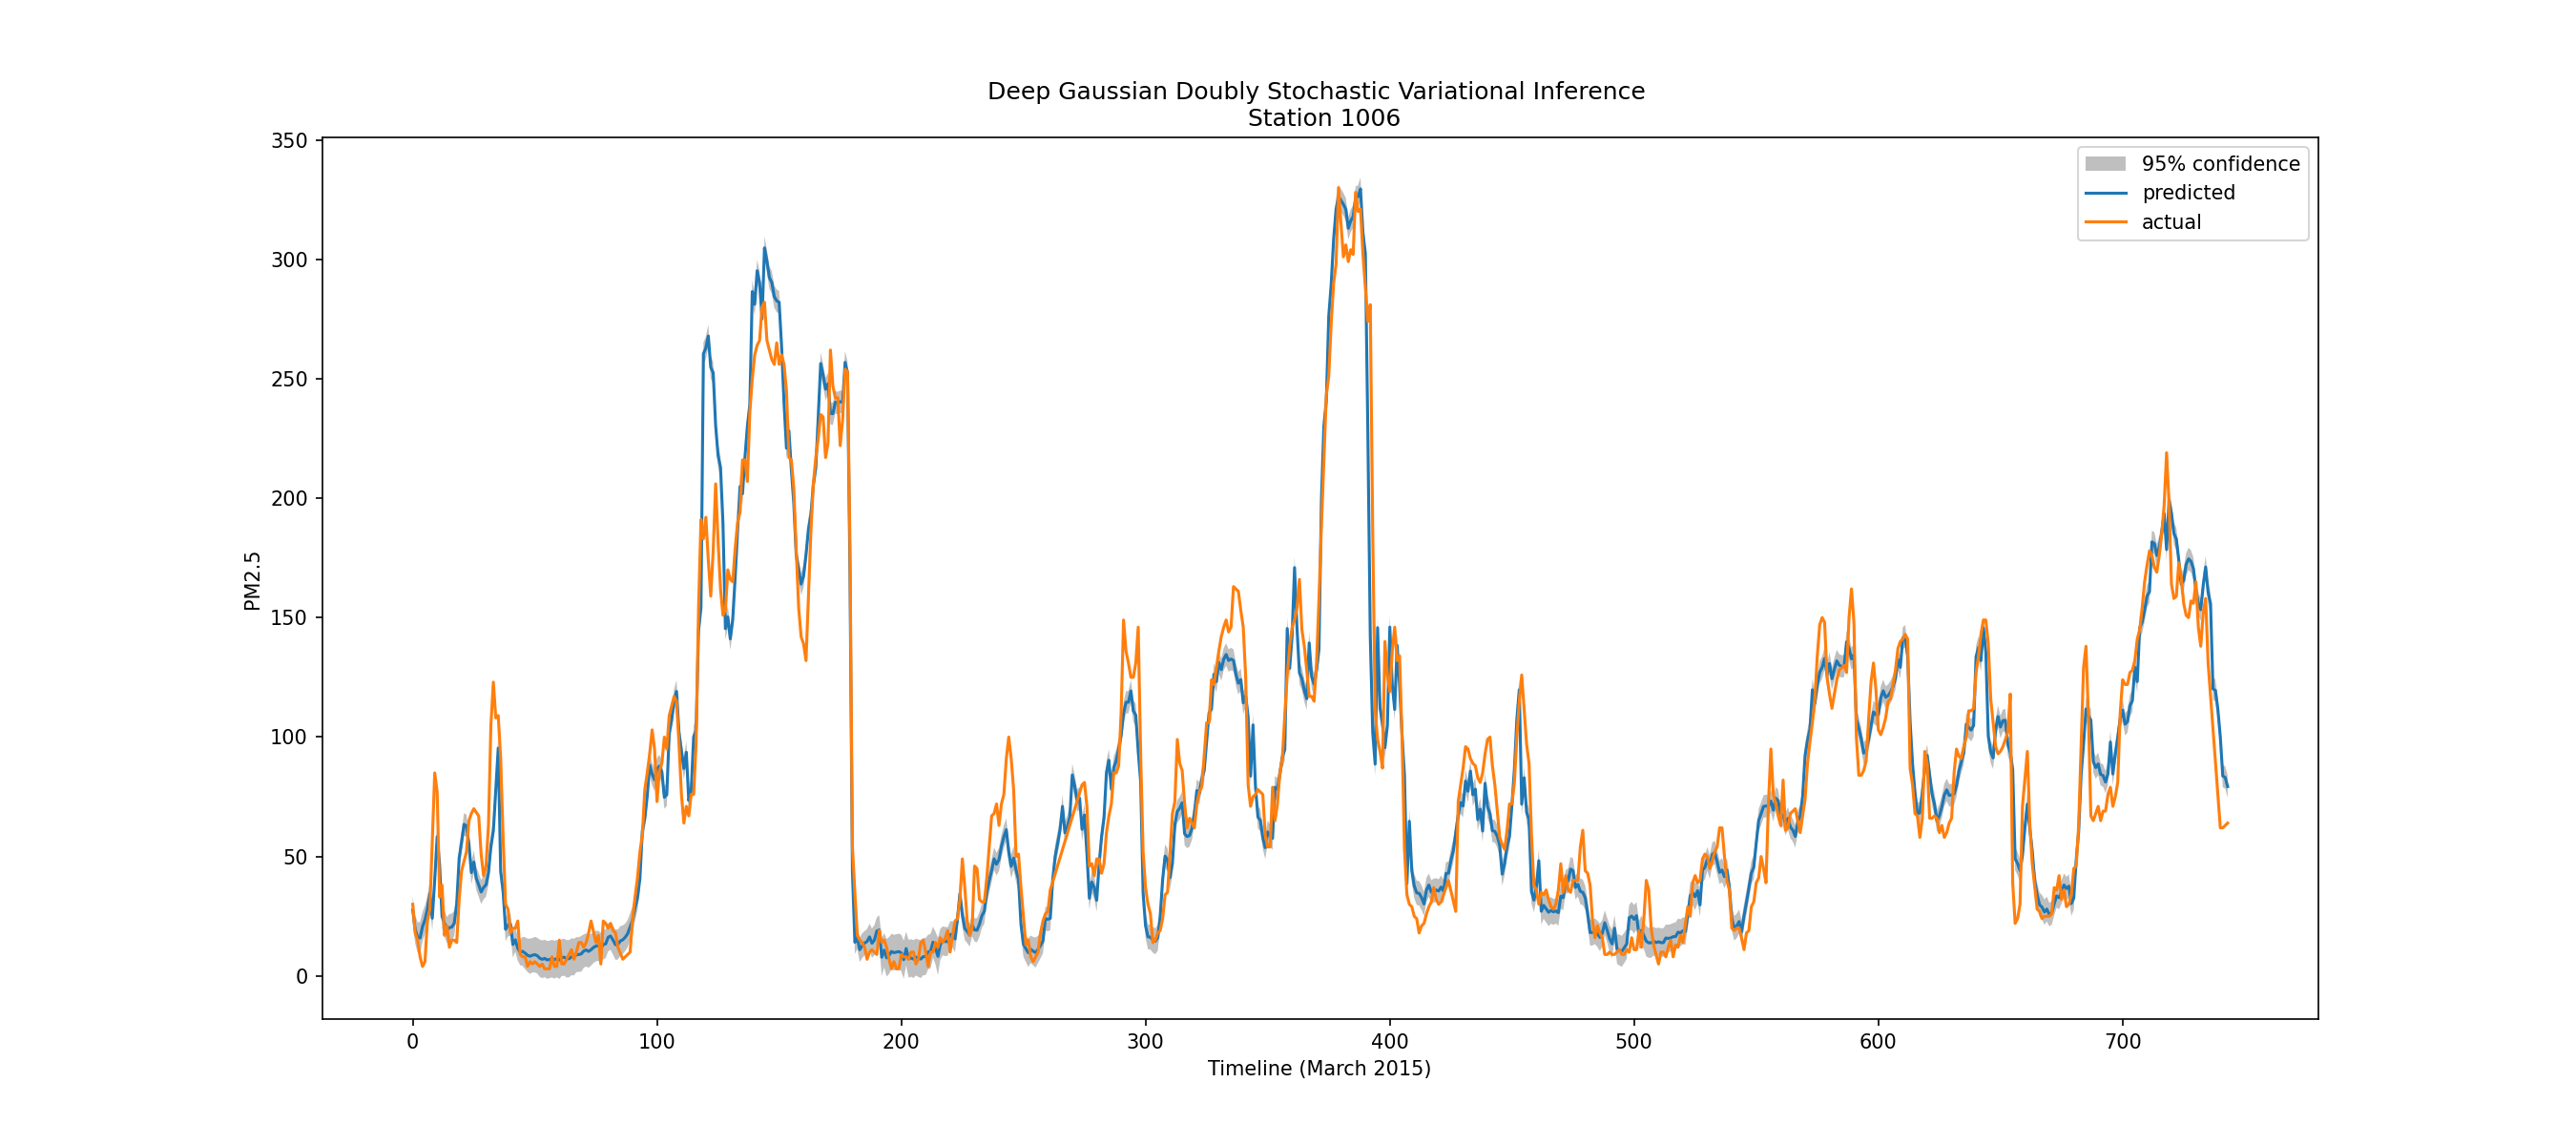 Deep Gaussian Doubly Stochastic Variational Inference
Station 1006
350
300
250
200
150
100
50
0
PM2.5
95% confidence
predicted
actual
0 100 200 300 400 500 600 700
Timeline (March 2015)